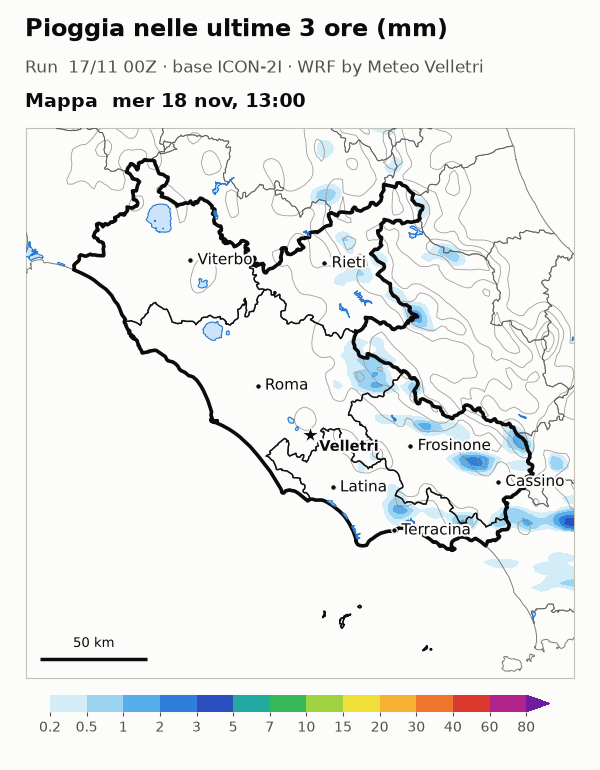 Pioggia nelle ultime 3 ore (mm)
Run  17/11 00Z · base ICON-2I · WRF by Meteo Velletri
Mappa  mer 18 nov, 13:00
Viterbo
Rieti
Roma
Velletri
Frosinone
Cassino
Latina
Terracina
50 km
0.2 0.5 1 2 3 5 7 10 15 20 30 40 60 80